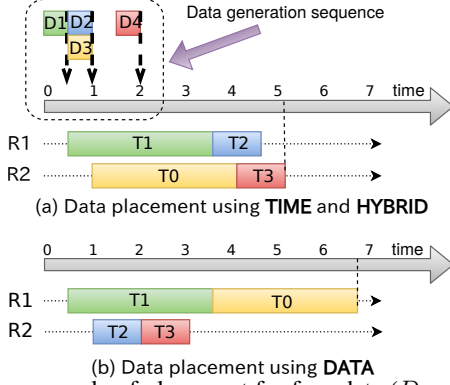 Data generation sequence
D1 D2 D4
D3
0 1 2 3 4 5 6 7 time
R1 T1 T2
R2 T0 T3
(a) Data placement using TIME and HYBRID
0 1 2 3 4 5 6 7 time
R1 T1 T0
R2 T2 T3
(b) Data placement using DATA